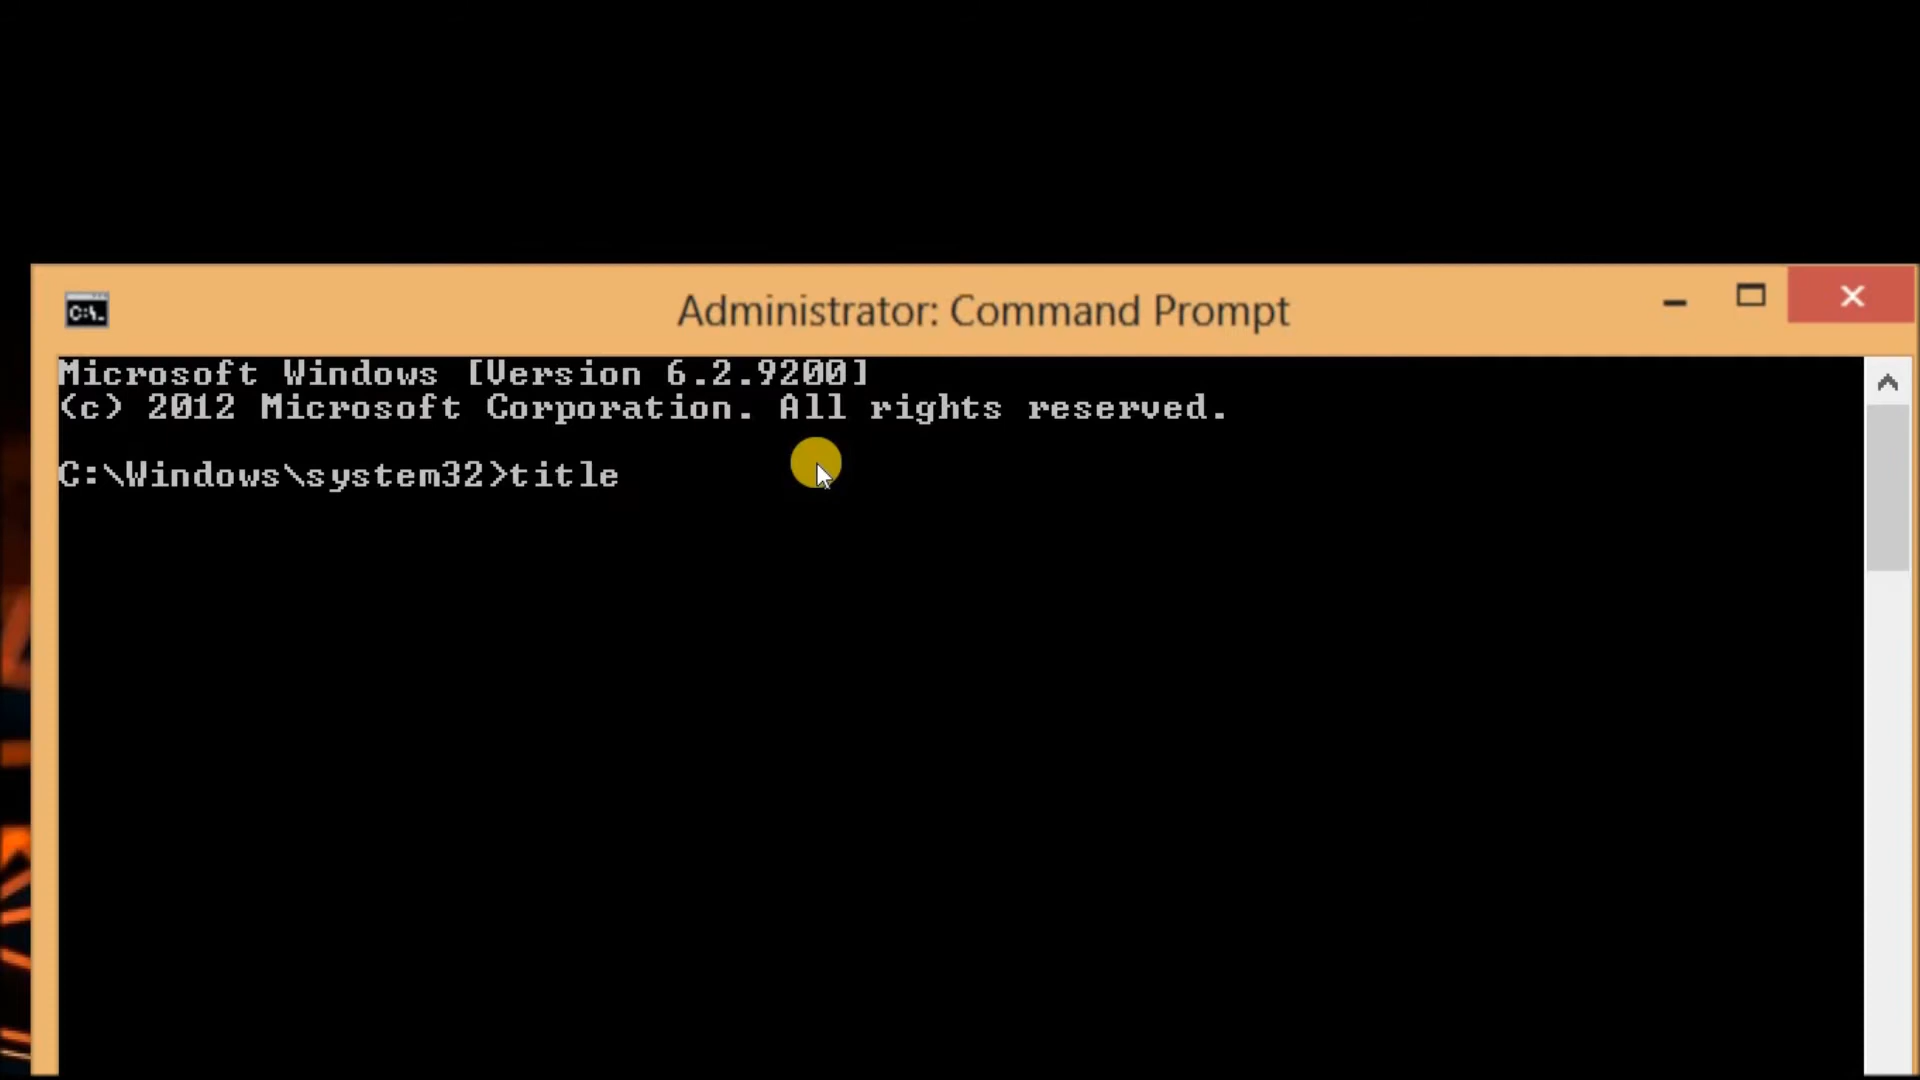 C:\.
Administrator: Command Prompt
Microsoft Windows [Version 6.2.9200]
(c) 2012 Microsoft Corporation. All rights reserved.
C:\Windows\system32>title